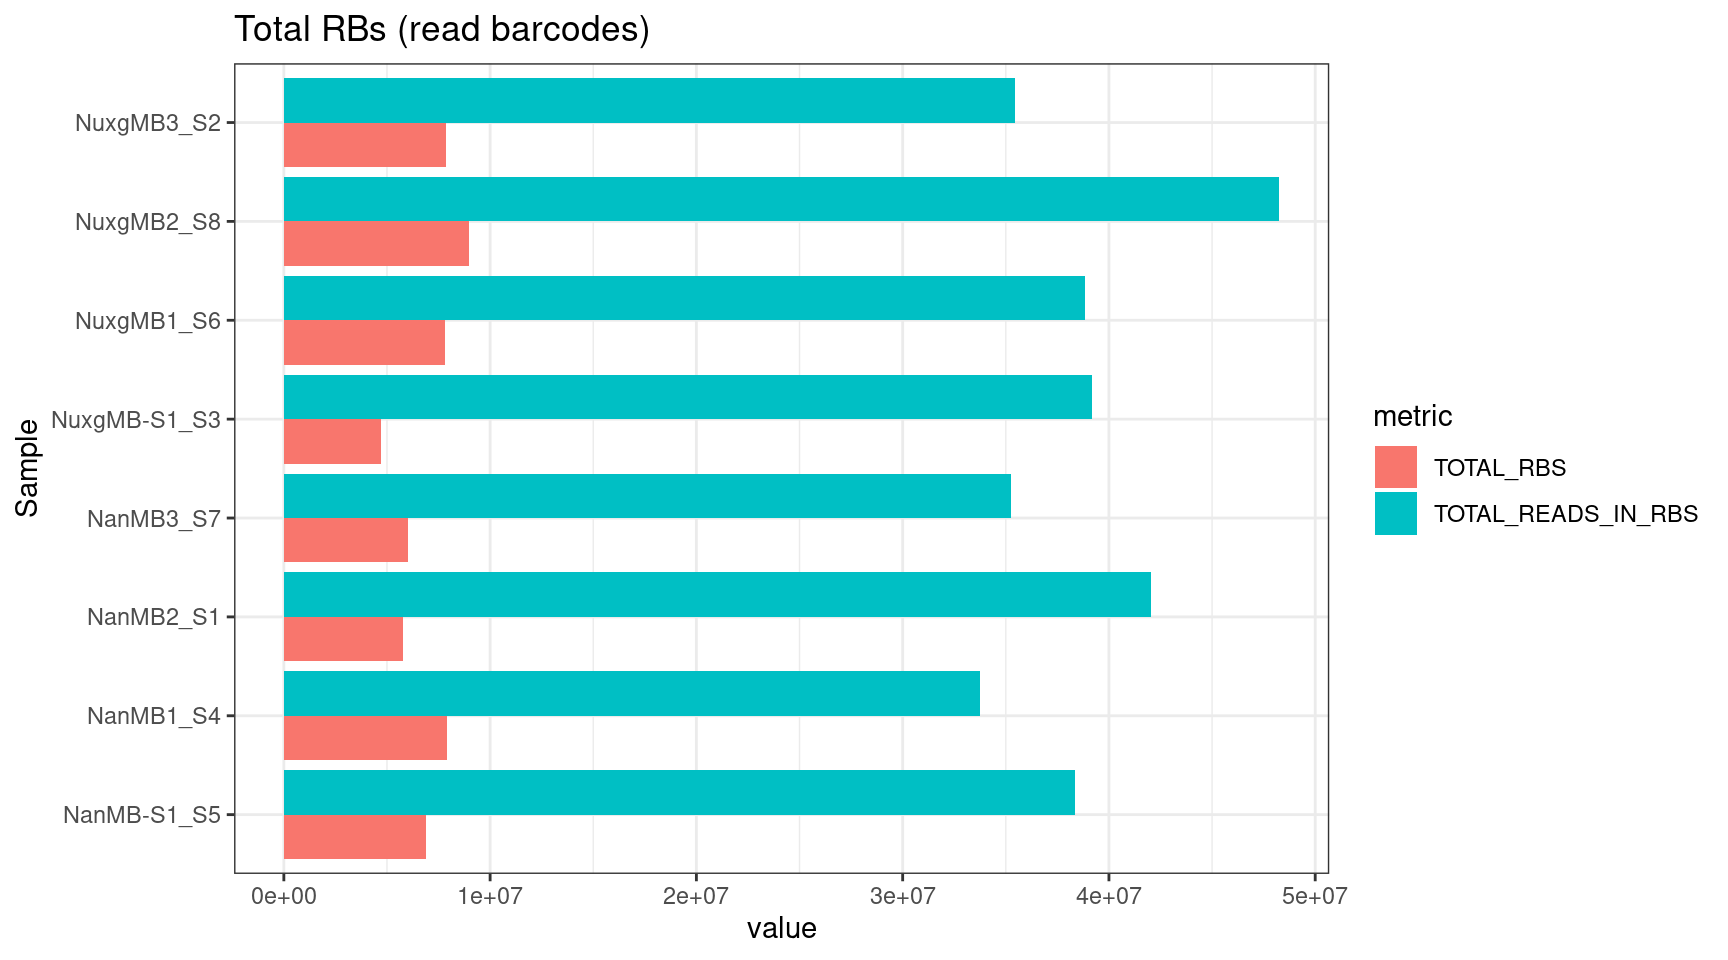 Total RBs (read barcodes)
NuxgMB3_S2
NuxgMB2_S8
NuxgMB1_S6
NuxgMB-S1_S3
NanMB3_S7
NanMB2_S1
NanMB1_S4
NanMB-S1_S5
Sample
0e+00 1e+07 2e+07 3e+07 4e+07 5e+07
value
metric
TOTAL_RBS
TOTAL_READS_IN_RBS